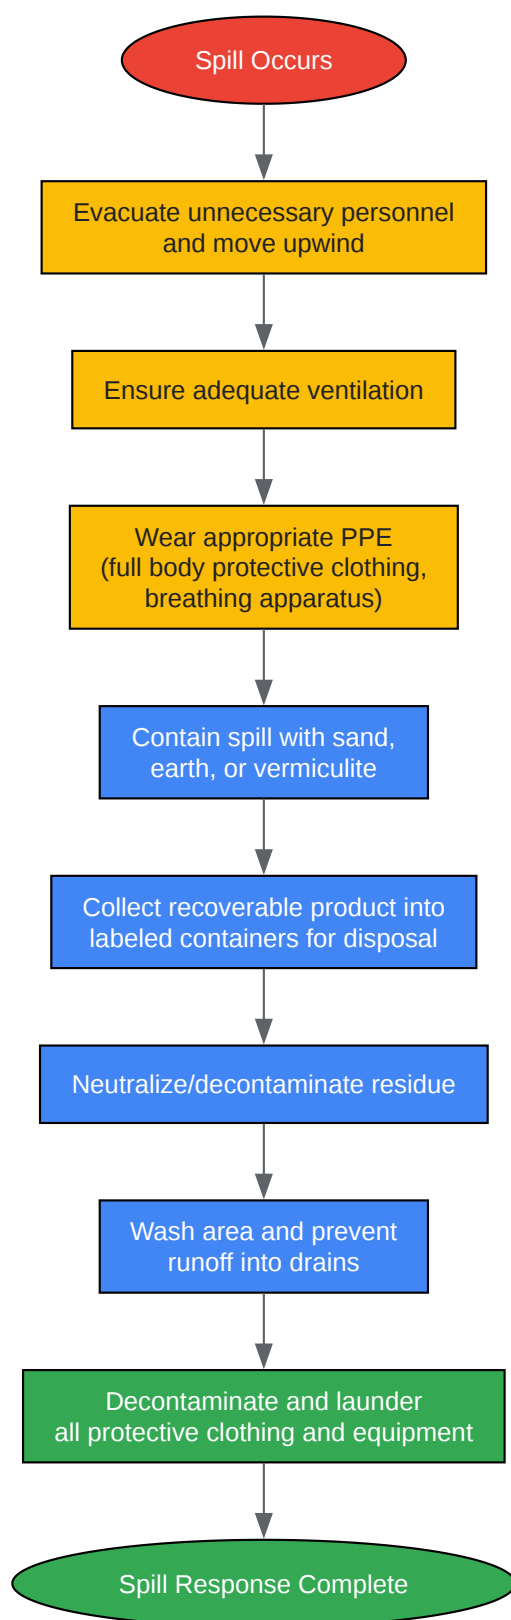 Spill Occurs
Evacuate unnecessary personnel
and move upwind
Ensure adequate ventilation
Wear appropriate PPE
(full body protective clothing,
breathing apparatus)
Contain spill with sand,
earth, or vermiculite
Collect recoverable product into
labeled containers for disposal
Neutralize/decontaminate residue
Wash area and prevent
runoff into drains
Decontaminate and launder
all protective clothing and equipment
Spill Response Complete